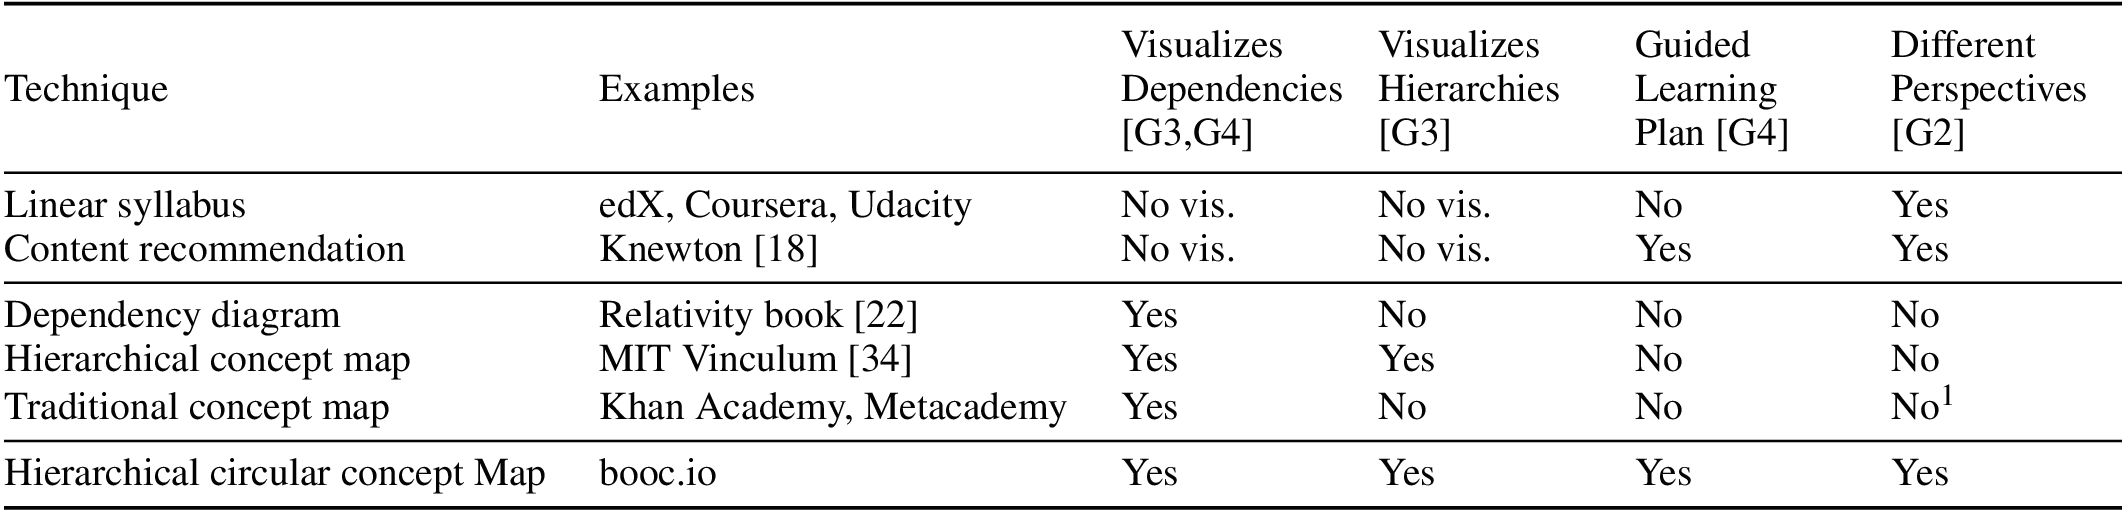 Technique Examples Visualizes Dependencies [G3,G4] Visualizes Hierarchies [G3] Guided Learning Plan [G4] Different Perspectives [G2]
Linear syllabus edX, Coursera, Udacity No vis. No vis. No Yes
Content recommendation Knewton [18] No vis. No vis. Yes Yes
Dependency diagram Relativity book [22] Yes No No No
Hierarchical concept map MIT Vinculum [34] Yes Yes No No
Traditional concept map Khan Academy, Metacademy Yes No No No¹
Hierarchical circular concept Map booc.io Yes Yes Yes Yes